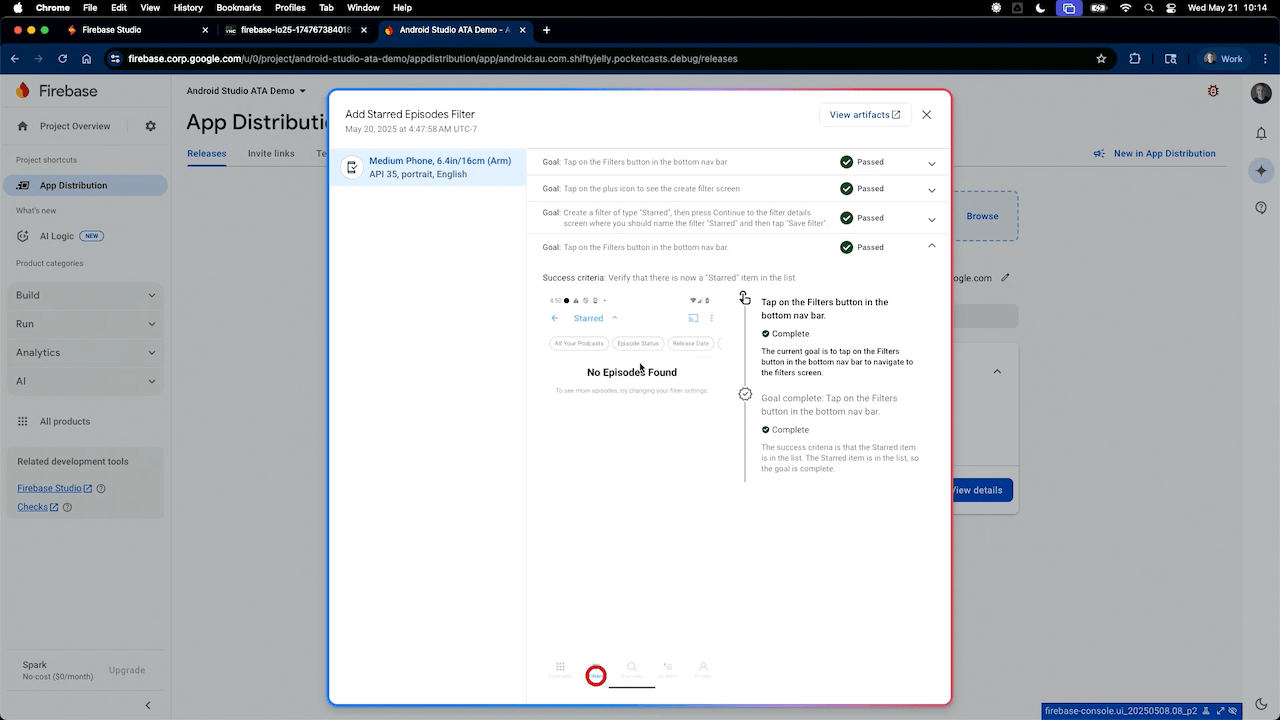 Chrome File Edit View History Bookmarks Profiles Tab Window Help
Wed May 21 10:14
Firebase Studio
firebase-io25-17476738401
Android Studio ATA Demo - A
firebase.corp.google.com/u/0/project/android-studio-ata-demo/appdistribution/app/android:au.com.shiftyjelly.pocketcasts.debug/releases
Work
Firebase
Project Overview
Project shortcuts
App Distribution
What's new
AI Logic NEW
Product categories
Build
Run
Analytics
AI
All products
Related development tools
Firebase Studio
Checks
Spark
No-cost ($0/month)
Upgrade
Android Studio ATA Demo
App Distributi
Releases
Invite links
Te
New in App Distribution
Browse
ogle.com
View details
Add Starred Episodes Filter
May 20, 2025 at 4:47:58 AM UTC-7
View artifacts
Medium Phone, 6.4in/16cm (Arm)
API 35, portrait, English
Goal: Tap on the Filters button in the bottom nav bar
Passed
Goal: Tap on the plus icon to see the create filter screen
Passed
Goal: Create a filter of type "Starred", then press Continue to the filter details
screen where you should name the filter "Starred" and then tap "Save filter".
Passed
Goal: Tap on the Filters button in the bottom nav bar.
Passed
Success criteria: Verify that there is now a "Starred" item in the list
4:50
Starred
All Your Podcasts
Episode Status
Release Date
No Episodes Found
To see more episodes, try changing your filter settings.
Tap on the Filters button in the
bottom nav bar.
Complete
The current goal is to tap on the Filters
button in the bottom nav bar to navigate to
the filters screen.
Goal complete: Tap on the Filters
button in the bottom nav bar.
Complete
The success criteria is that the Starred item
is in the list. The Starred item is in the list, so
the goal is complete.
firebase-console.ui_20250508.08_p2